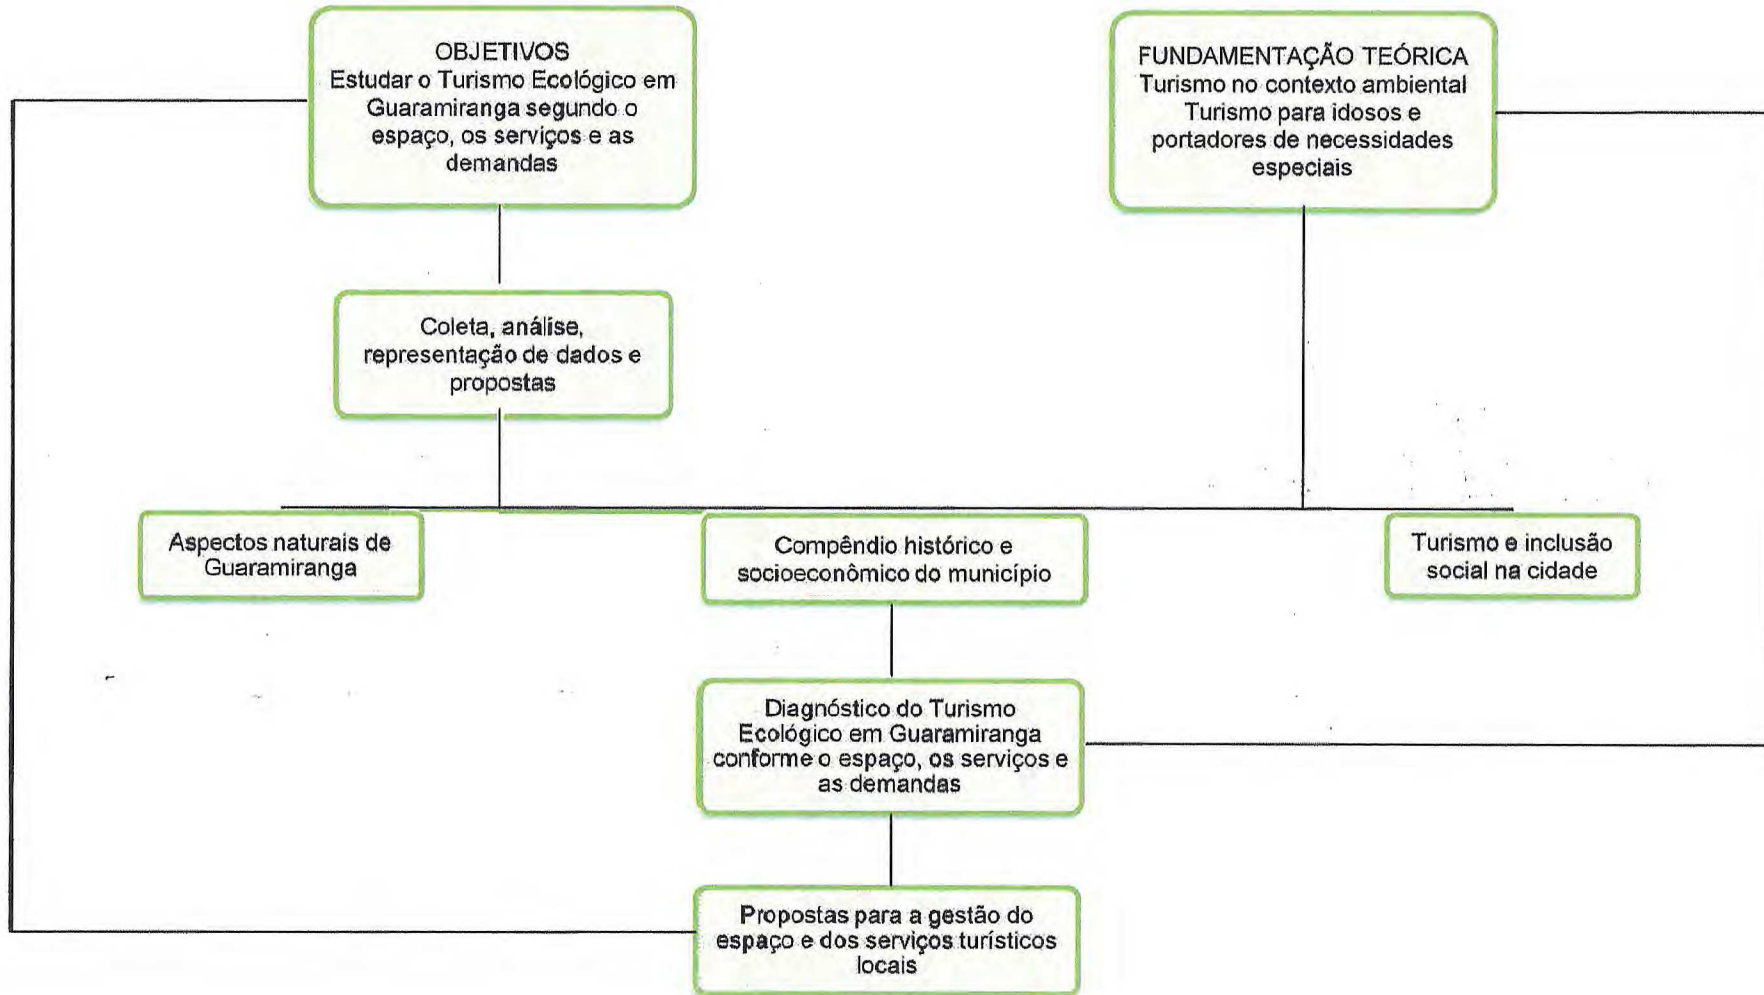 OBJETIVOS
Estudar o Turismo Ecológico em
Guaramiranga segundo o
espaço, os serviços e as
demandas
FUNDAMENTAÇÃO TEÓRICA
Turismo no contexto ambiental
Turismo para idosos e
portadores de necessidades
especiais
Coleta, análise,
representação de dados e
propostas
Aspectos naturais de
Guaramiranga
Compêndio histórico e
socioeconômico do município
Turismo e inclusão
social na cidade
Diagnóstico do Turismo
Ecológico em Guaramiranga
conforme o espaço, os serviços e
as demandas
Propostas para a gestão do
espaço e dos serviços turísticos
locais